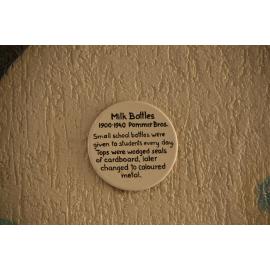 Milk Bottles
1900-1940 Pommer Bros.
Small school bottles were
given to students every day
Tops were wedged seals
of cardboard, later
changed to coloured
metal.